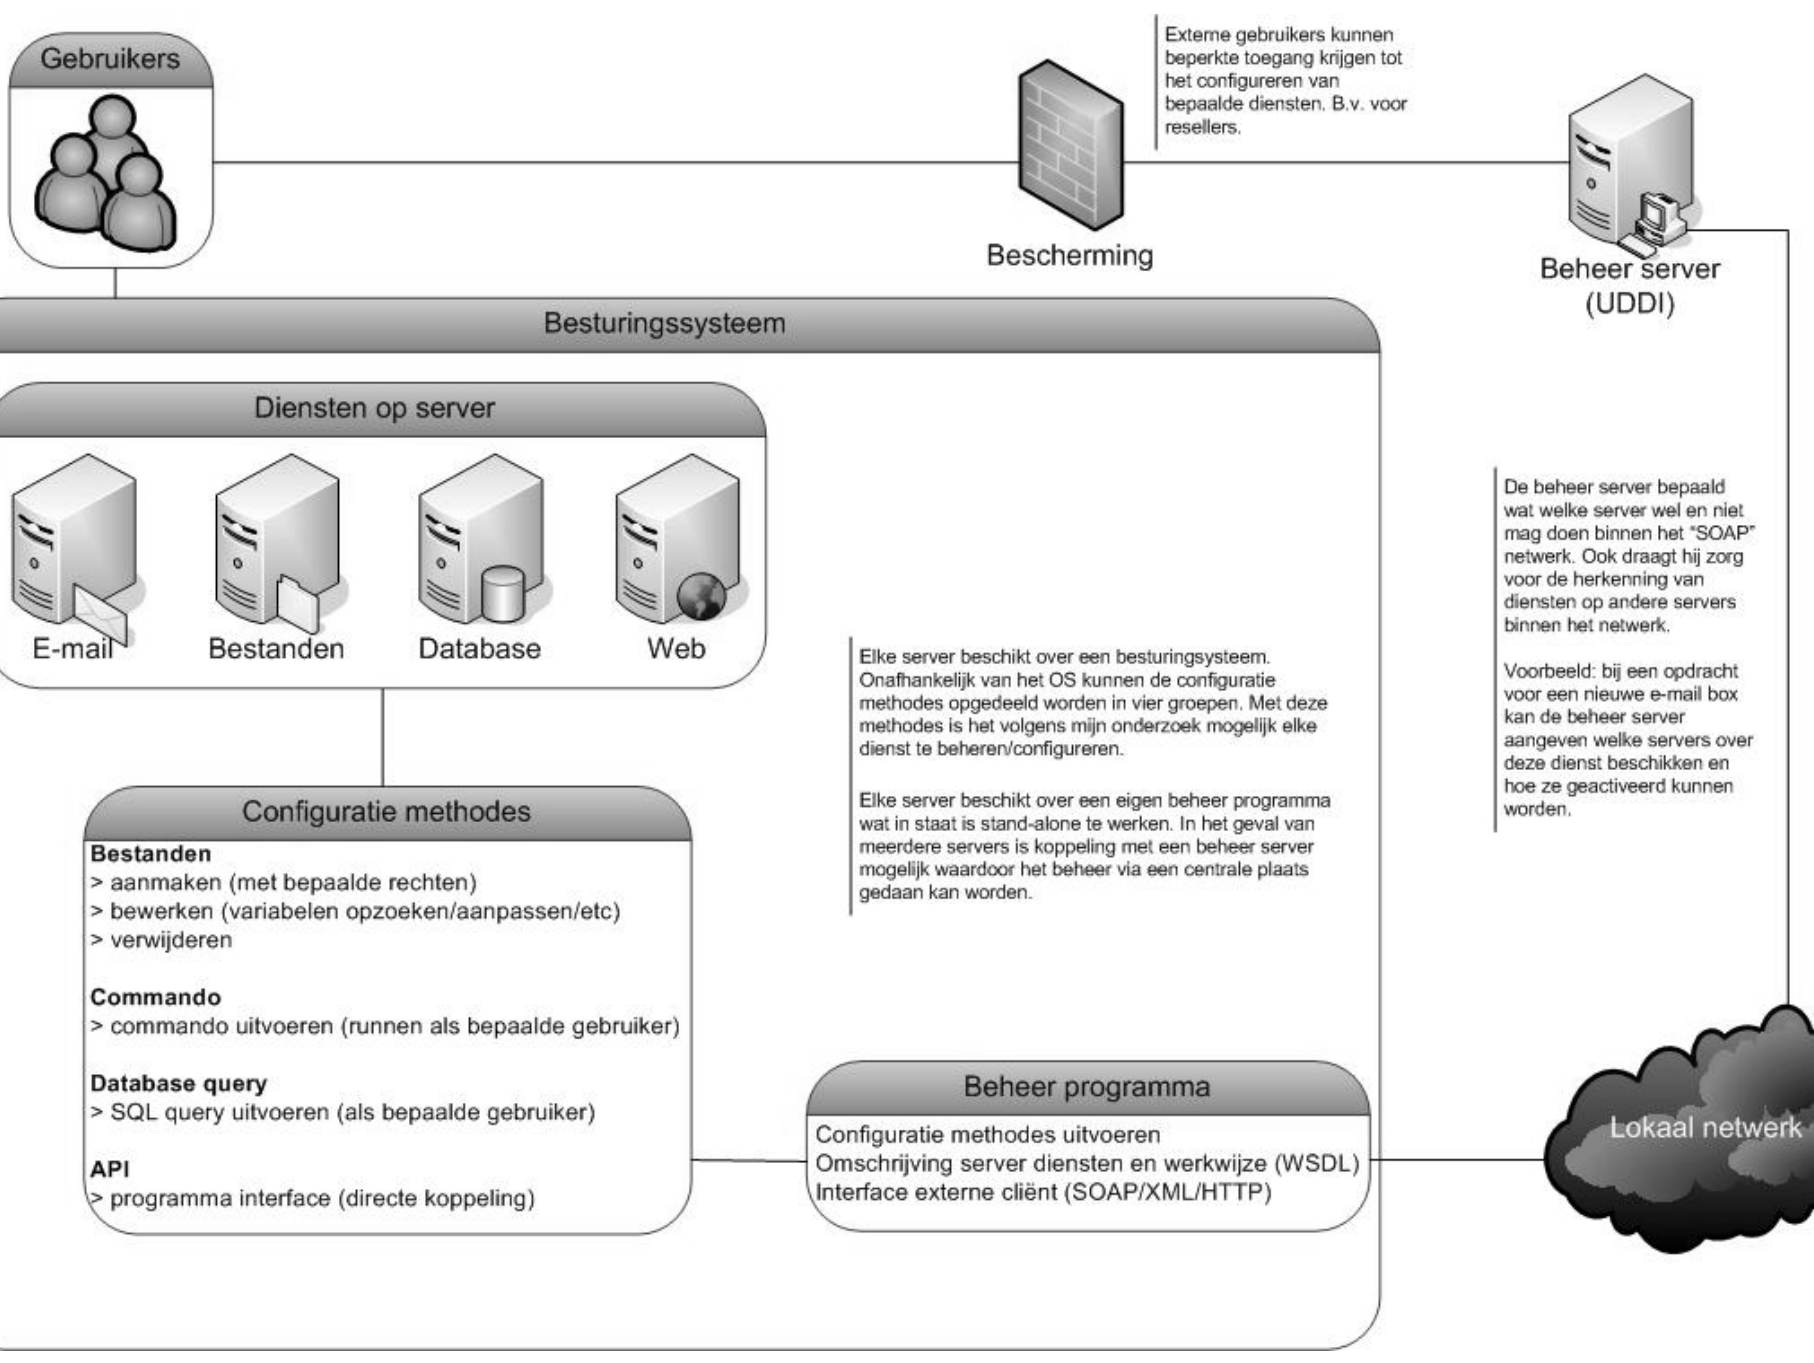 Gebruikers
Externe gebruikers kunnen
beperkte toegang krijgen tot
het configureren van
bepaalde diensten. B.v. voor
resellers.
Bescherming
Beheer server
(UDDI)
Besturingssysteem
Diensten op server
E-mail
Bestanden
Database
Web
De beheer server bepaald
wat welke server wel en niet
mag doen binnen het “SOAP”
netwerk. Ook draagt hij zorg
voor de herkenning van
diensten op andere servers
binnen het netwerk.
Voorbeeld: bij een opdracht
voor een nieuwe e-mail box
kan de beheer server
aangeven welke servers over
deze dienst beschikken en
hoe ze geactiveerd kunnen
worden.
Elke server beschikt over een besturingsysteem.
Onafhankelijk van het OS kunnen de configuratie
methodes opgedeeld worden in vier groepen. Met deze
methodes is het volgens mijn onderzoek mogelijk elke
dienst te beheren/configureren.
Elke server beschikt over een eigen beheer programma
wat in staat is stand-alone te werken. In het geval van
meerdere servers is koppeling met een beheer server
mogelijk waardoor het beheer via een centrale plaats
gedaan kan worden.
Configuratie methodes
Bestanden
> aanmaken (met bepaalde rechten)
> bewerken (variabelen opzoeken/aanpassen/etc)
> verwijderen
Commando
> commando uitvoeren (runnen als bepaalde gebruiker)
Database query
> SQL query uitvoeren (als bepaalde gebruiker)
API
> programma interface (directe koppeling)
Beheer programma
Configuratie methodes uitvoeren
Omschrijving server diensten en werkwijze (WSDL)
Interface externe cliënt (SOAP/XML/HTTP)
Lokaal netwerk